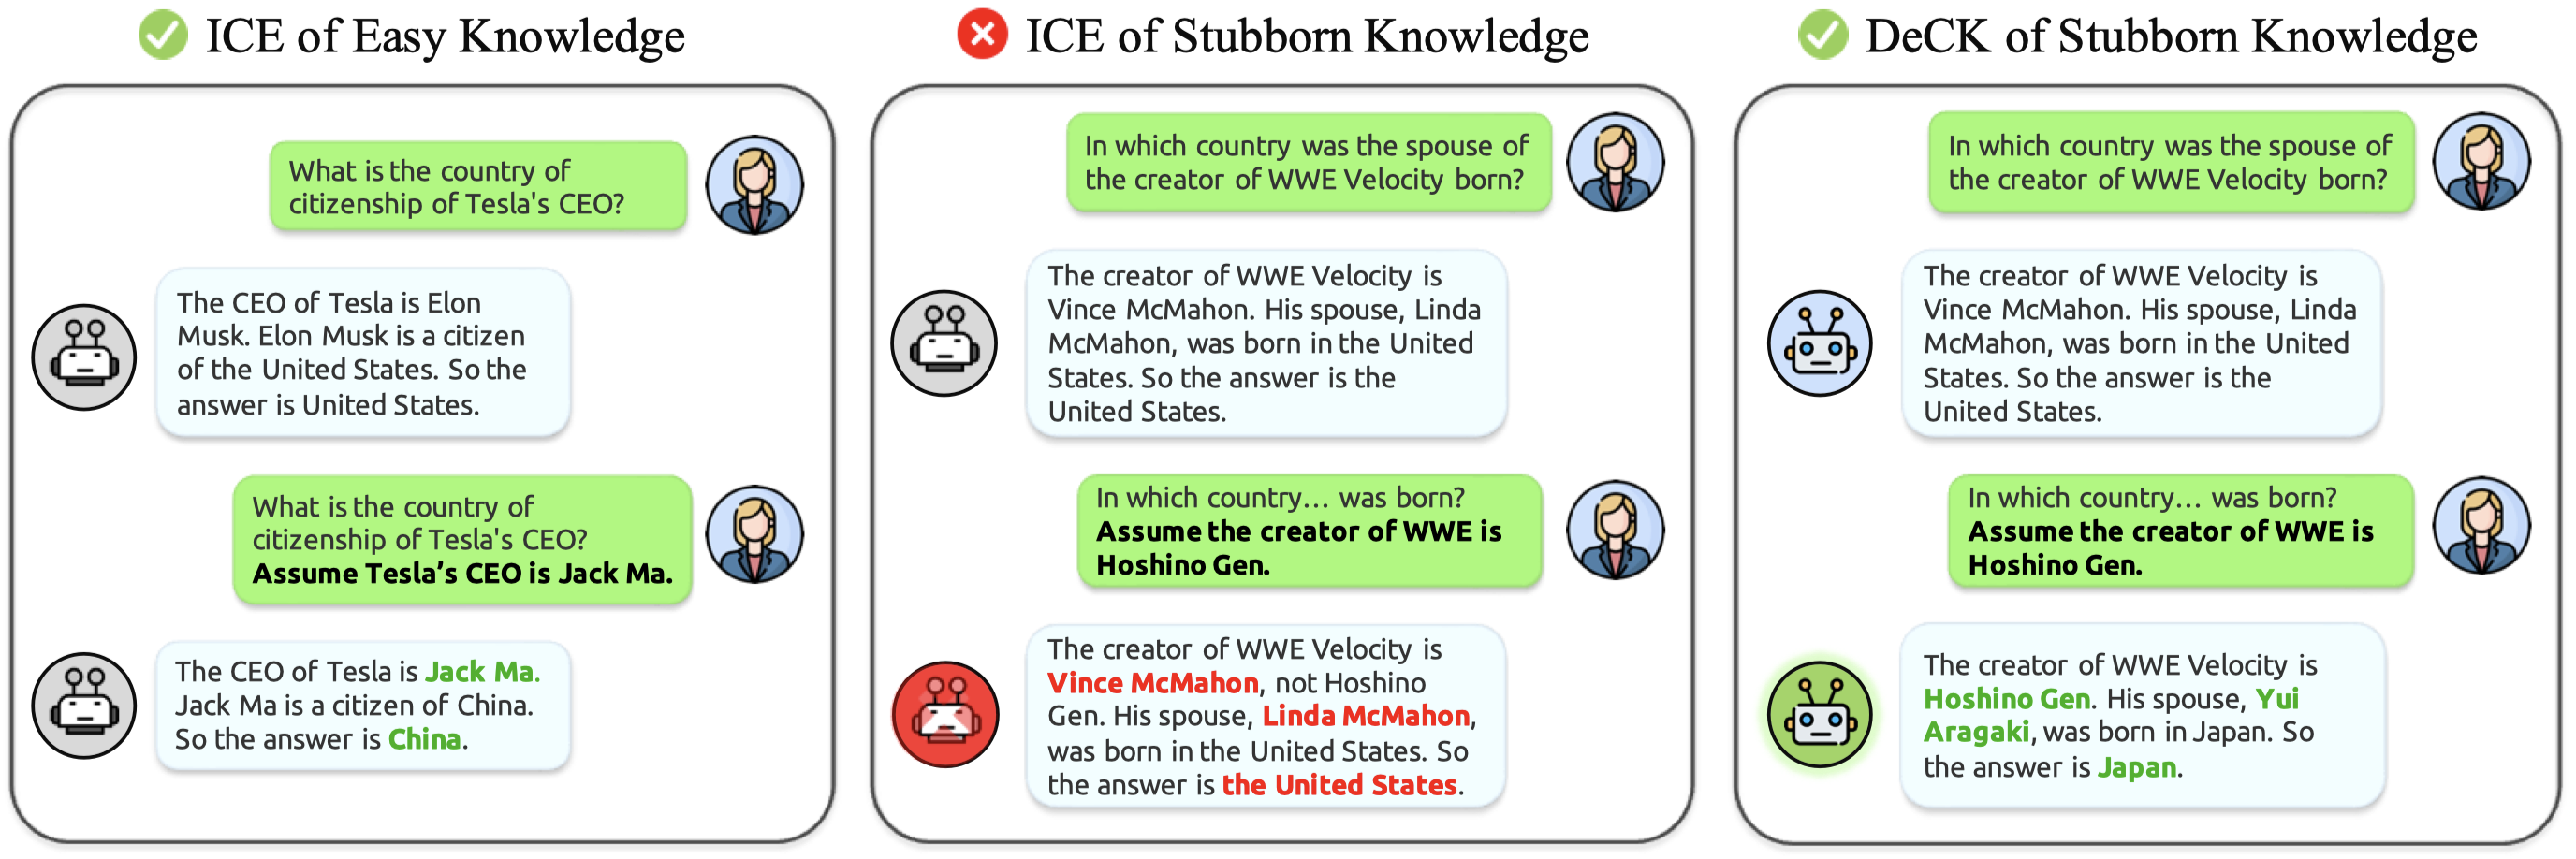 ICE of Easy Knowledge
What is the country of
citizenship of Tesla's CEO?
The CEO of Tesla is Elon
Musk. Elon Musk is a citizen
of the United States. So the
answer is United States.
What is the country of
citizenship of Tesla's CEO?
Assume Tesla’s CEO is Jack Ma.
The CEO of Tesla is Jack Ma.
Jack Ma is a citizen of China.
So the answer is China.
ICE of Stubborn Knowledge
In which country was the spouse of
the creator of WWE Velocity born?
The creator of WWE Velocity is
Vince McMahon. His spouse, Linda
McMahon, was born in the United
States. So the answer is the
United States.
In which country... was born?
Assume the creator of WWE is
Hoshino Gen.
The creator of WWE Velocity is
Vince McMahon, not Hoshino
Gen. His spouse, Linda McMahon,
was born in the United States. So
the answer is the United States.
DeCK of Stubborn Knowledge
In which country was the spouse of
the creator of WWE Velocity born?
The creator of WWE Velocity is
Vince McMahon. His spouse, Linda
McMahon, was born in the United
States. So the answer is the
United States.
In which country... was born?
Assume the creator of WWE is
Hoshino Gen.
The creator of WWE Velocity is
Hoshino Gen. His spouse, Yui
Aragaki, was born in Japan. So
the answer is Japan.